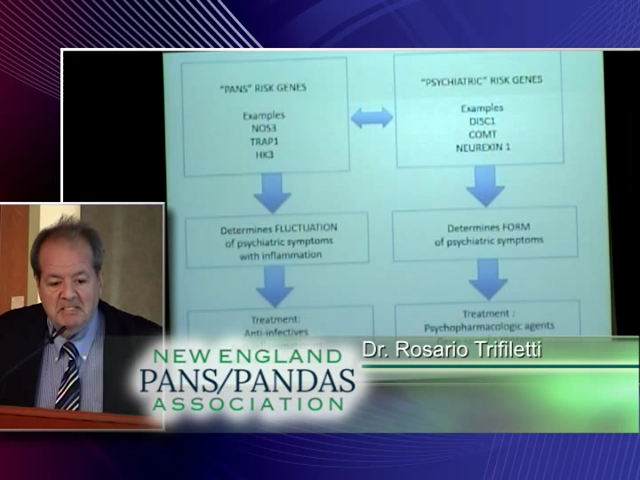 "PANS" RISK GENES
Examples
NOS3
TRAP1
HK3
"PSYCHIATRIC" RISK GENES
Examples
DISC1
COMT
NEUREXIN 1
Determines FLUCTUATION
of psychiatric symptoms
with inflammation
Determines FORM
of psychiatric symptoms
Treatment:
Anti-infectives
Treatment :
Psychopharmacologic agents
Dr. Rosario Trifiletti
NEW ENGLAND
PANS/PANDAS
ASSOCIATION